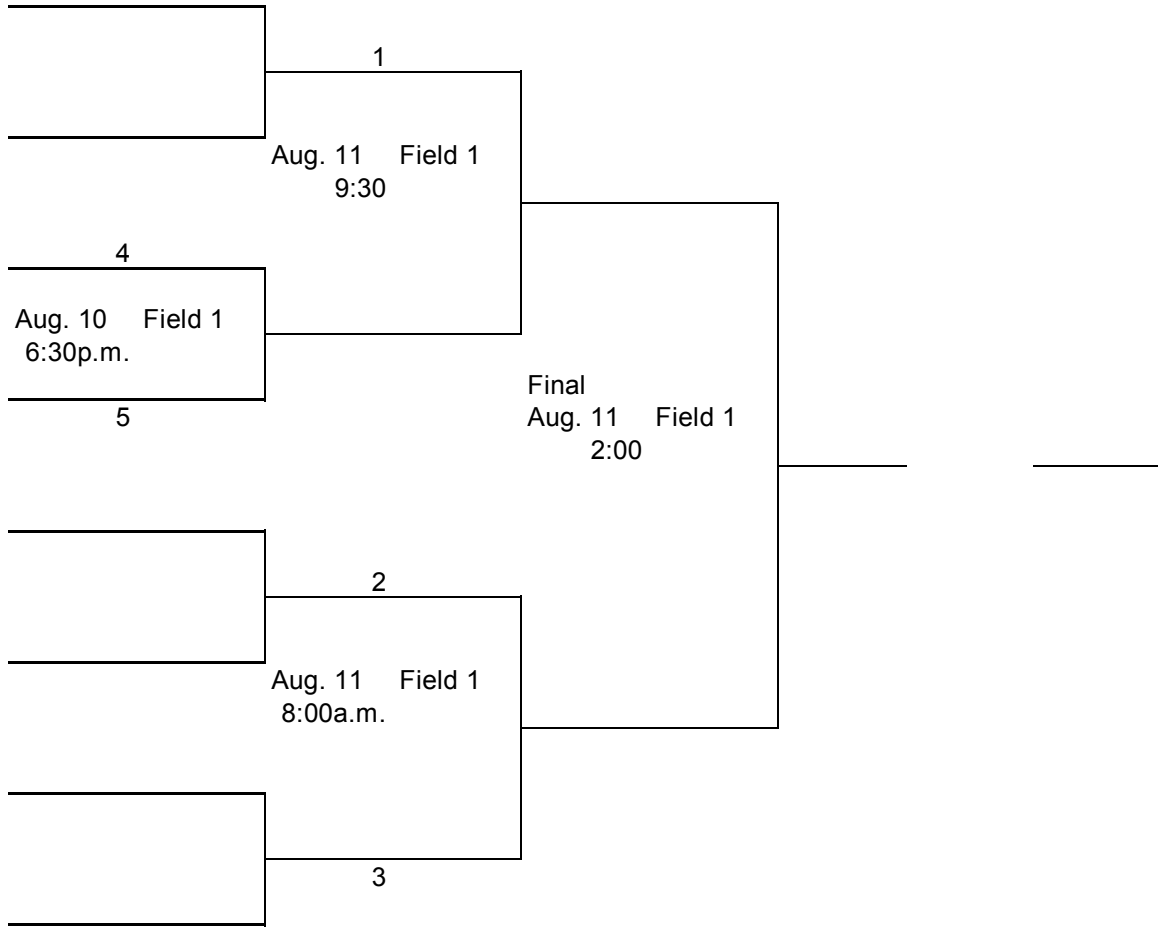 1
Aug. 11 Field 1
9:30
4
Aug. 10 Field 1
6:30p.m.
5
Final
Aug. 11 Field 1
2:00
2
Aug. 11 Field 1
8:00a.m.
3